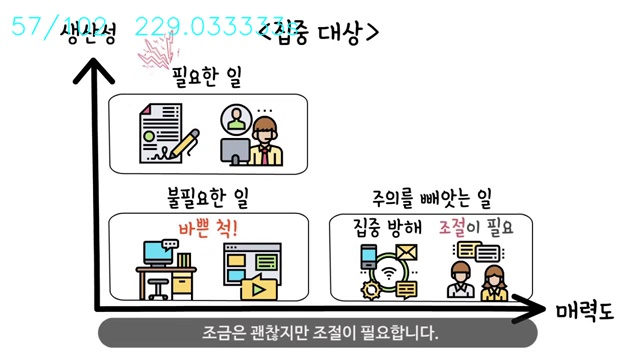 57/102 229.033333s
생산성 <집중 대상>
필요한 일
불필요한 일
바쁜 척!
주의를 빼앗는 일
집중 방해 조절이 필요
매력도
조금은 괜찮지만 조절이 필요합니다.